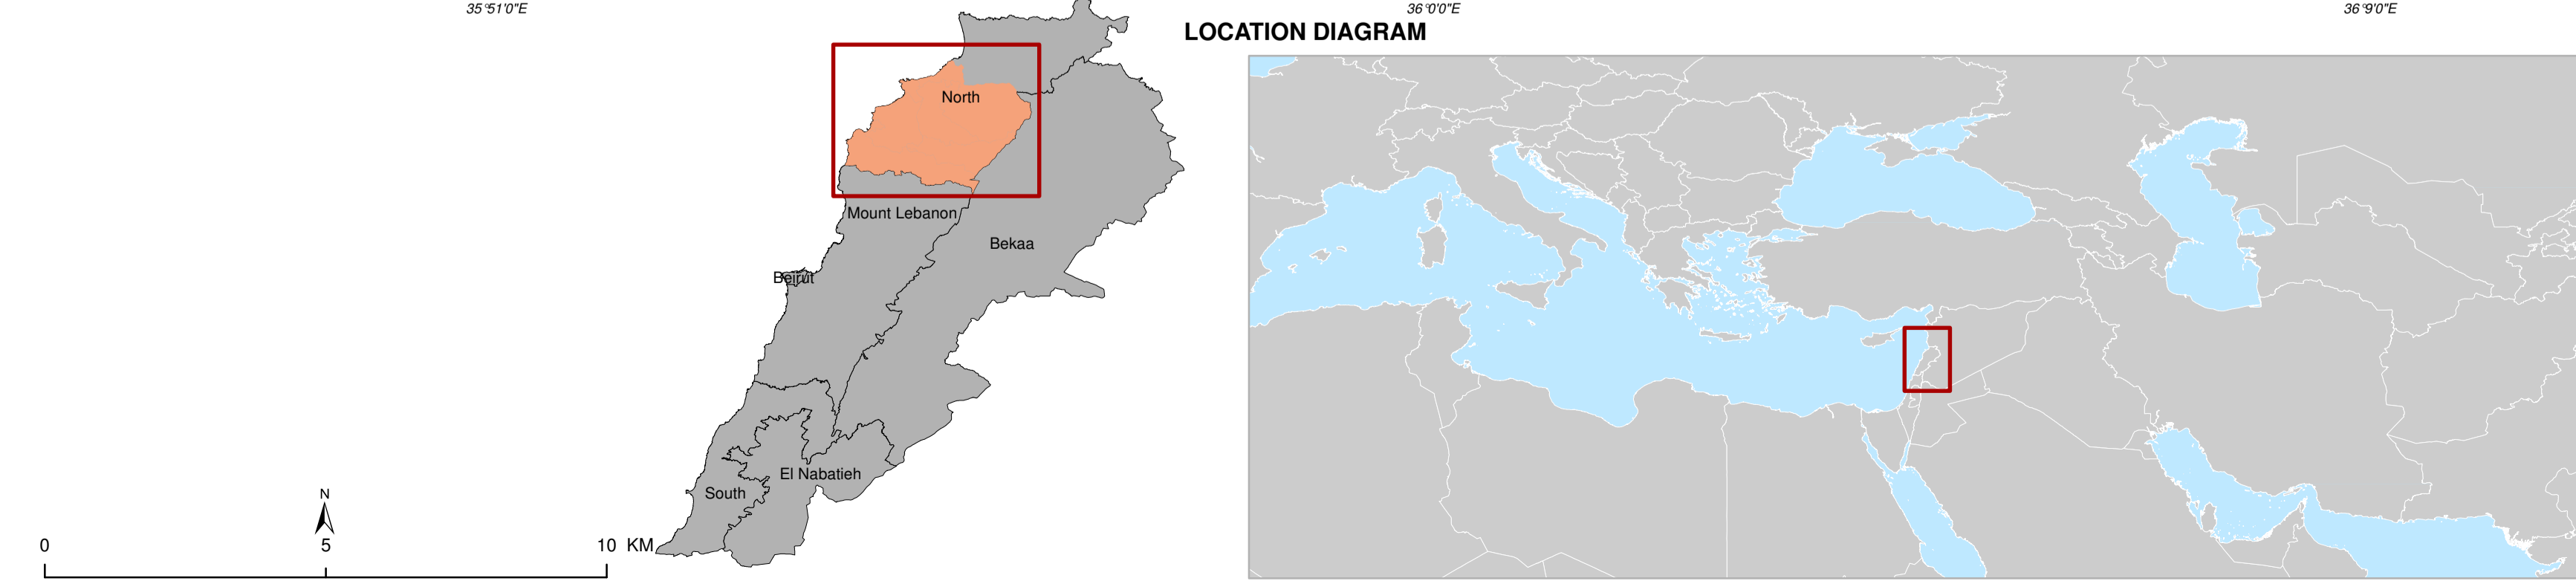 35°51'0"E
36°0'0"E
36°9'0"E
LOCATION DIAGRAM
North
Mount Lebanon
Bekaa
Beirut
El Nabatieh
South
N
0 5 10 KM